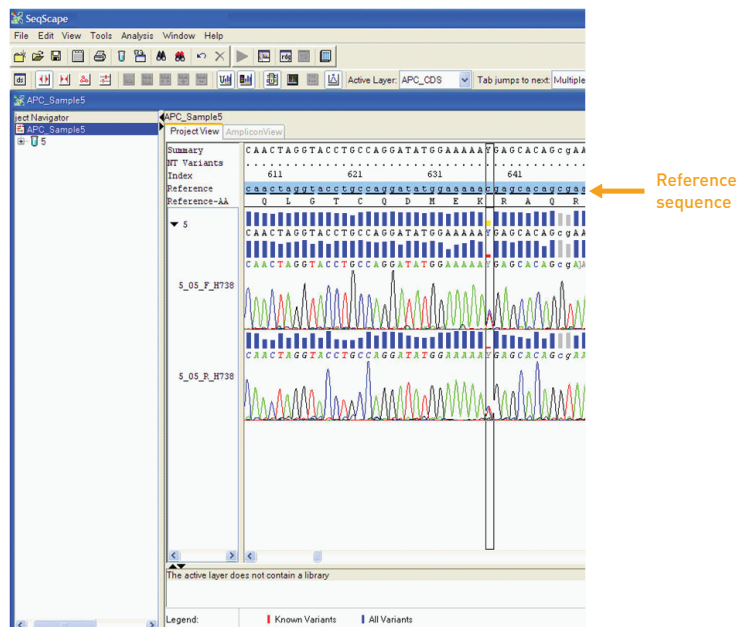 SeqScape
File Edit View Tools Analysis Window Help
Active Layer: APC_CDS Tab jumps to next: Multiple
APC_Sample5
ject Navigator
APC_Sample5
5
APC_Sample5
Project View AmpliconView
Summary CAACTAGGTACCTGCCAGGATATGGAAAAAYGAGCACAGcgAA
NT Variants
Index 611 621 631 641
Reference caactaggtacctgccaggatatggaaaaacgagcacagcgaa
Reference-AA Q L G T C Q D M E K R A Q R
5
CAACTAGGTACCTGCCAGGATATGGAAAAAYGAGCACAGcgAA
CAACTAGGTACCTGCCAGGATATGGAAAAAYGAGCACAGcgA
5_05_F_H738
CAACTAGGTACCTGCCAGGATATGGAAAAAYGAGCACAGcgAA
5_05_R_H738
The active layer does not contain a library
Legend: Known Variants All Variants
Reference
sequence